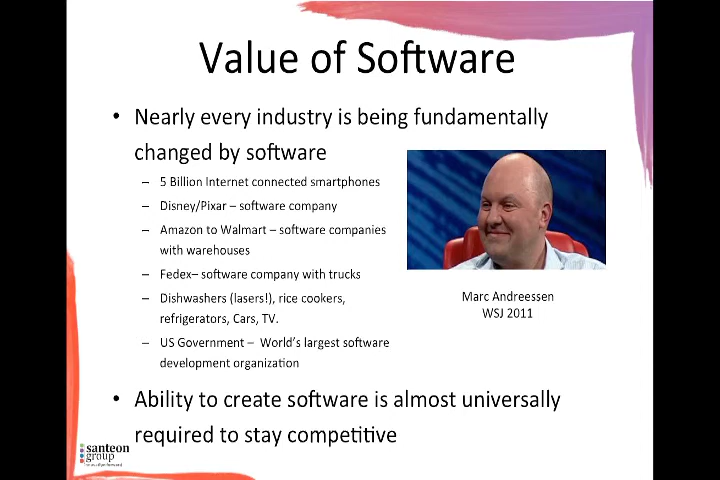 Value of Software
• Nearly every industry is being fundamentally
changed by software
– 5 Billion Internet connected smartphones
– Disney/Pixar – software company
– Amazon to Walmart – software companies
with warehouses
– Fedex– software company with trucks
– Dishwashers (lasers!), rice cookers,
refrigerators, Cars, TV.
– US Government – World's largest software
development organization
Marc Andreessen
WSJ 2011
• Ability to create software is almost universally
required to stay competitive
santeon
group